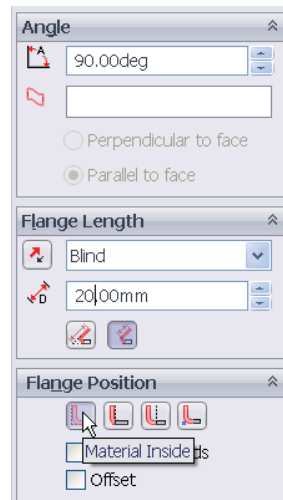 Angle
90.00deg
Perpendicular to face
Parallel to face
Flange Length
Blind
D
20.00mm
Flange Position
Material Inside ds
Offset